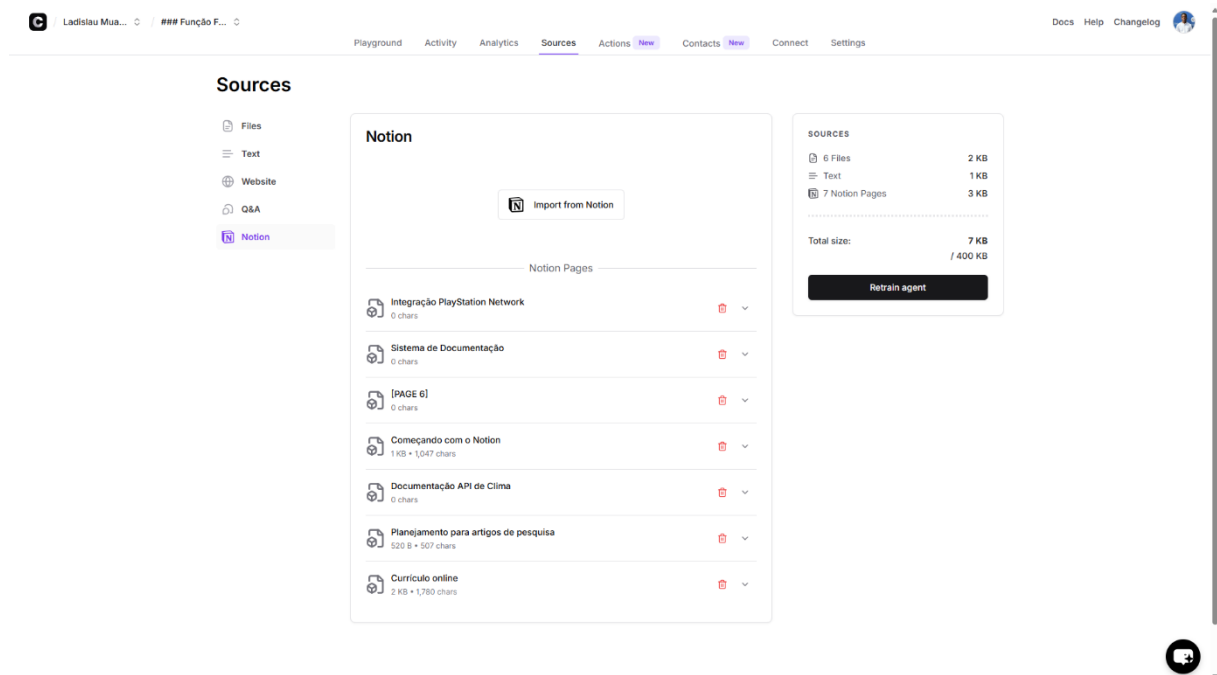 Ladislau Mua... / ### Função F...
Docs Help Changelog
Playground Activity Analytics Sources Actions New Contacts New Connect Settings
Sources
Files
Text
Website
Q&A
Notion
Notion
Import from Notion
Notion Pages
Integração PlayStation Network
0 chars
Sistema de Documentação
0 chars
[PAGE 6]
0 chars
Começando com o Notion
1 KB • 1,047 chars
Documentação API de Clima
0 chars
Planejamento para artigos de pesquisa
520 B • 507 chars
Currículo online
2 KB • 1,780 chars
SOURCES
6 Files 2 KB
Text 1 KB
7 Notion Pages 3 KB
Total size: 7 KB
/ 400 KB
Retrain agent